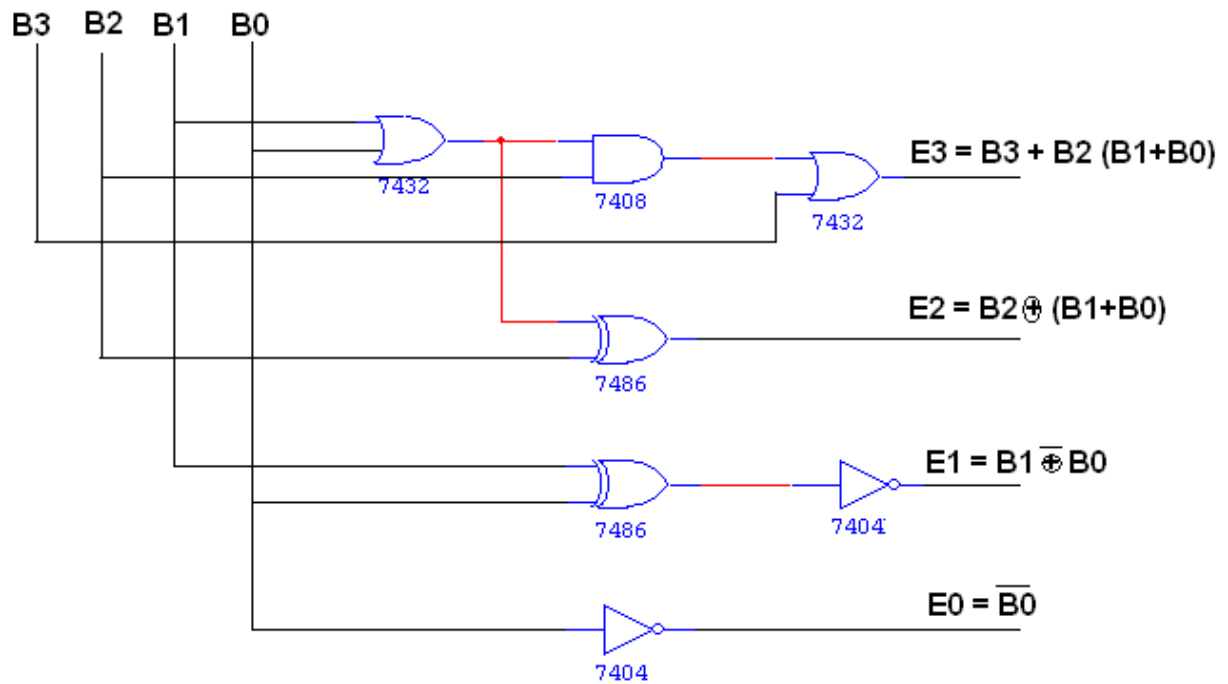 B3 B2 B1 B0
7432
7408
7432
E3 = B3 + B2 (B1+B0)
E2 = B2 ⊕ (B1+B0)
7486
E1 = B1 ⊕̅ B0
7486
7404
E0 = B̅0̅
7404